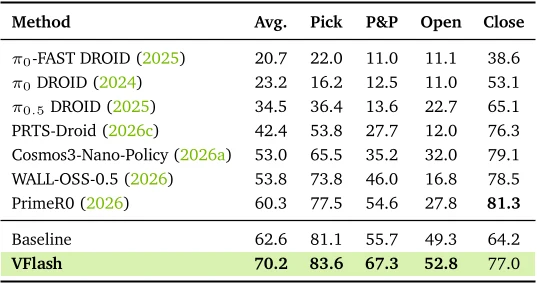 Method Avg. Pick P&P Open Close
π0-FAST DROID (2025) 20.7 22.0 11.0 11.1 38.6
π0 DROID (2024) 23.2 16.2 12.5 11.0 53.1
π0.5 DROID (2025) 34.5 36.4 13.6 22.7 65.1
PRTS-Droid (2026c) 42.4 53.8 27.7 12.0 76.3
Cosmos3-Nano-Policy (2026a) 53.0 65.5 35.2 32.0 79.1
WALL-OSS-0.5 (2026) 53.8 73.8 46.0 16.8 78.5
PrimeR0 (2026) 60.3 77.5 54.6 27.8 81.3
Baseline 62.6 81.1 55.7 49.3 64.2
VFlash 70.2 83.6 67.3 52.8 77.0